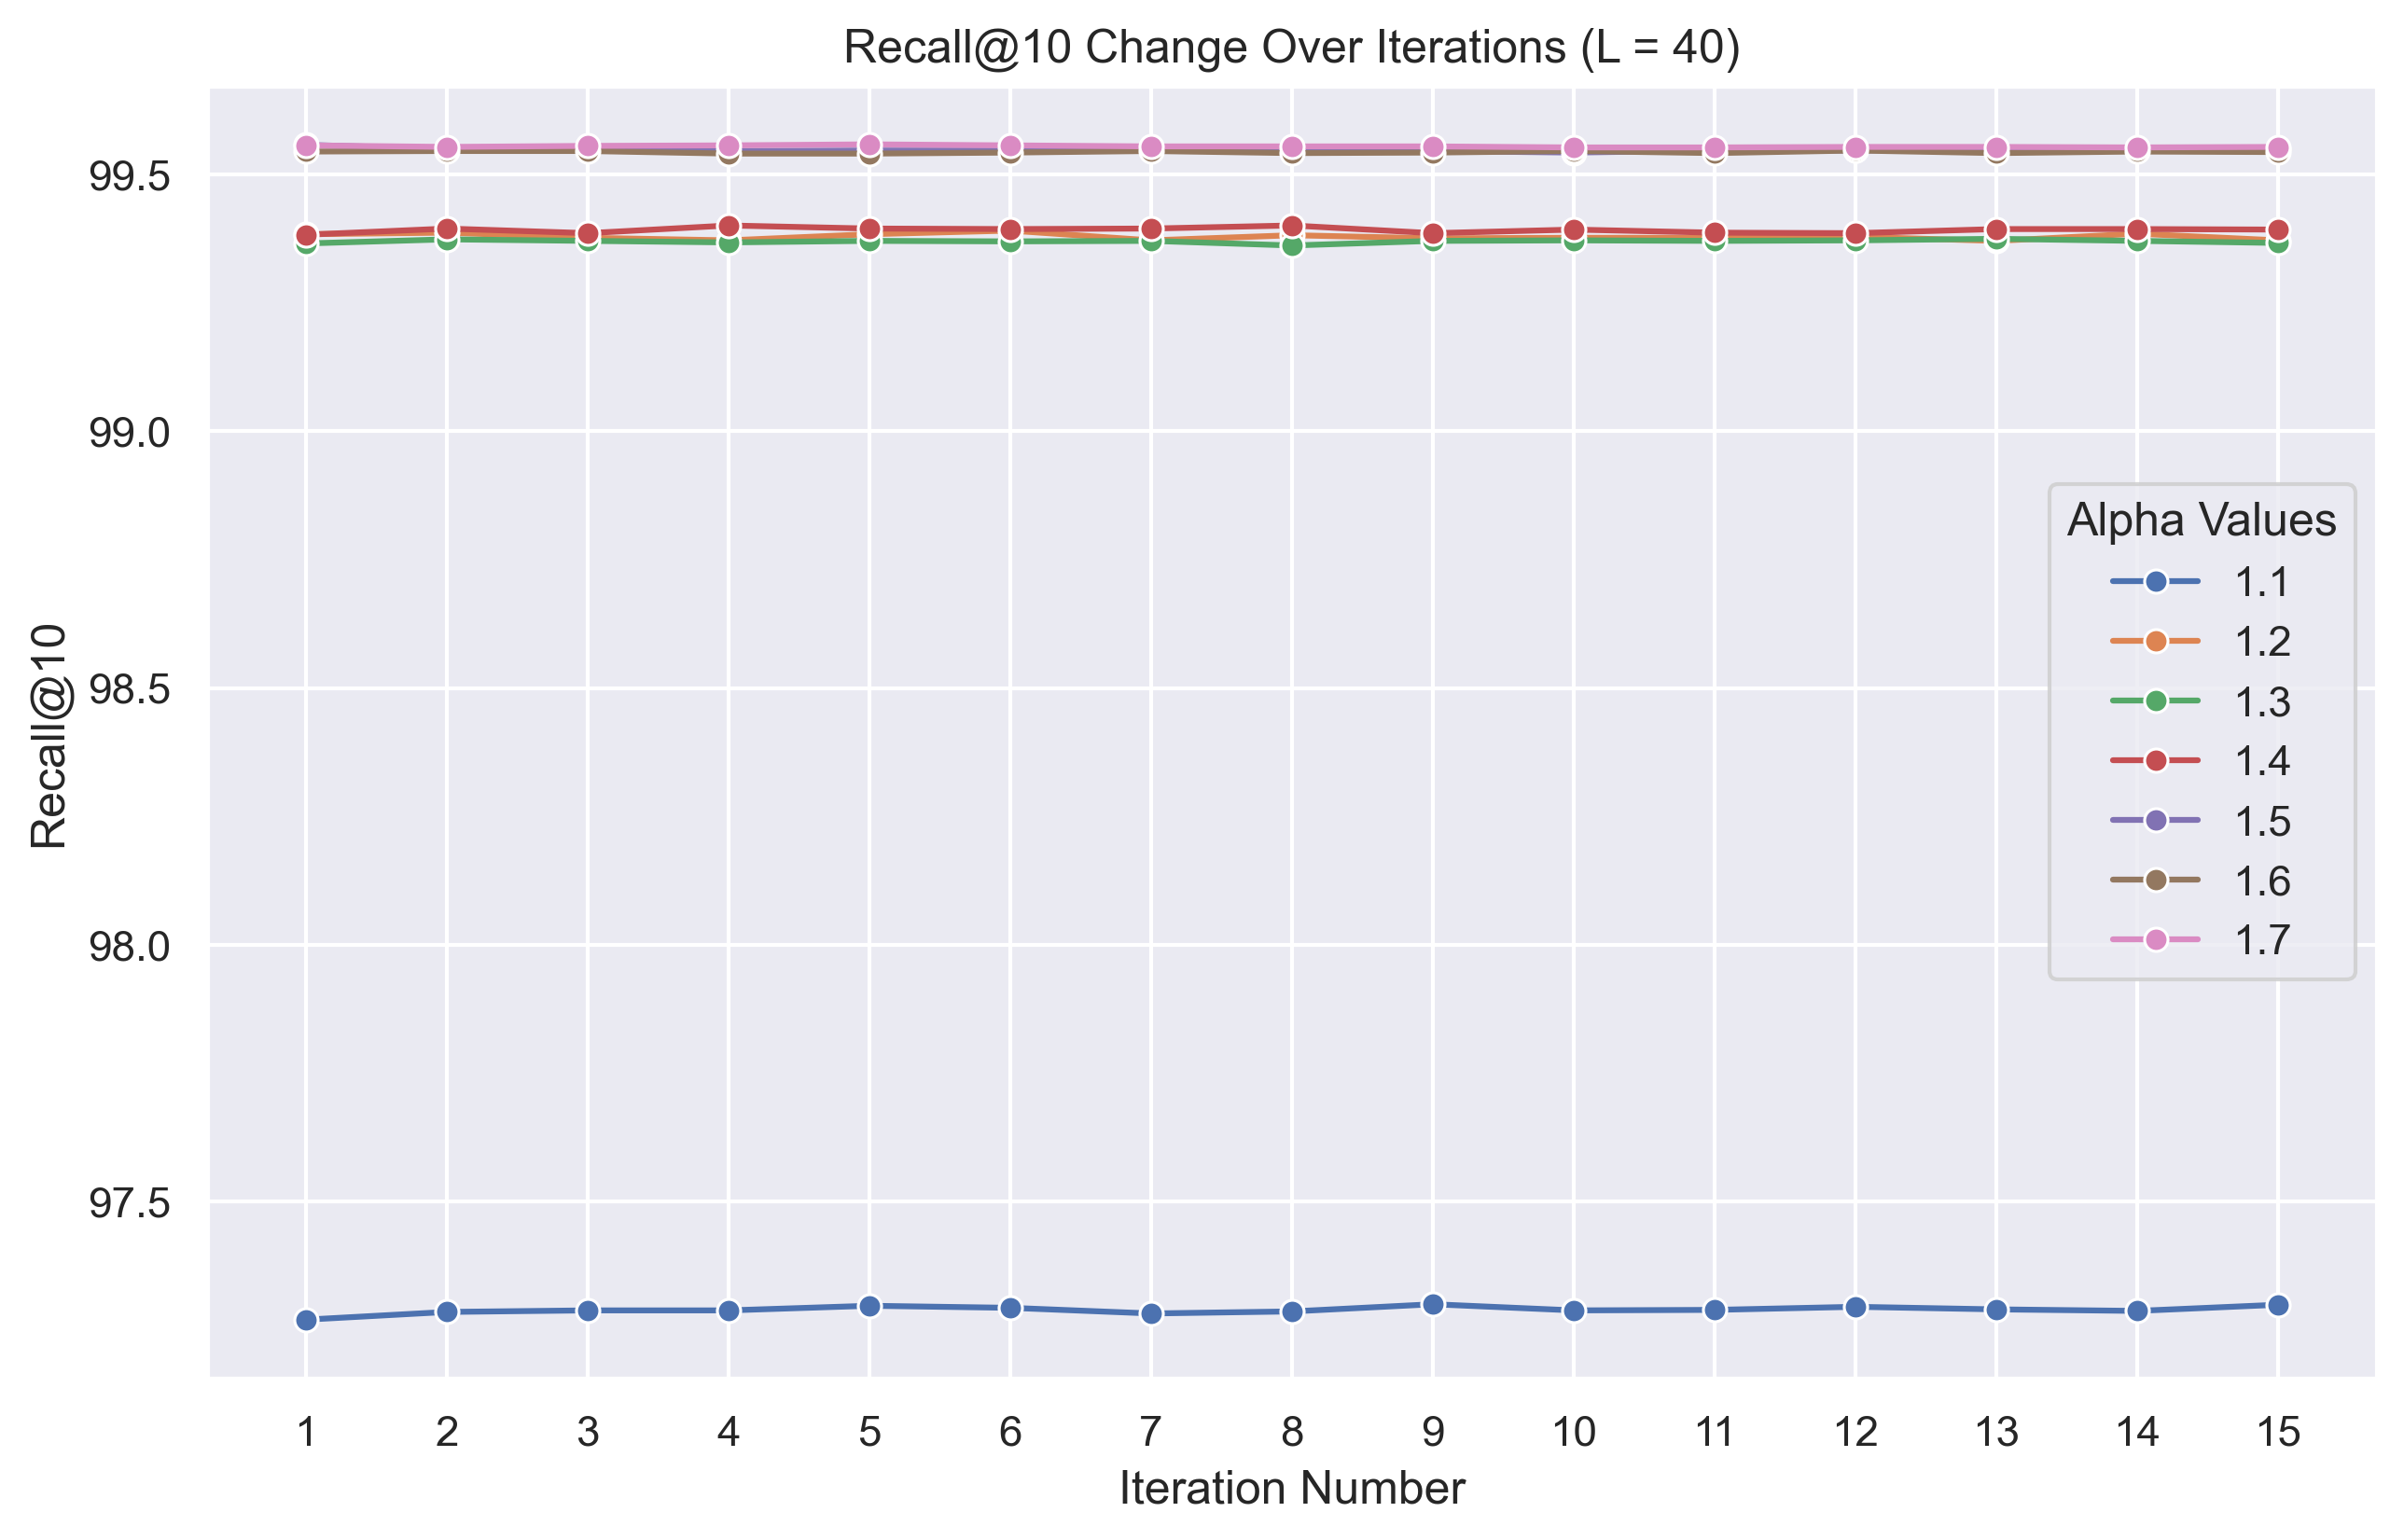 Recall@10 Change Over Iterations (L = 40)
Recall@10
99.5
99.0
98.5
98.0
97.5
Alpha Values
1.1
1.2
1.3
1.4
1.5
1.6
1.7
1 2 3 4 5 6 7 8 9 10 11 12 13 14 15
Iteration Number